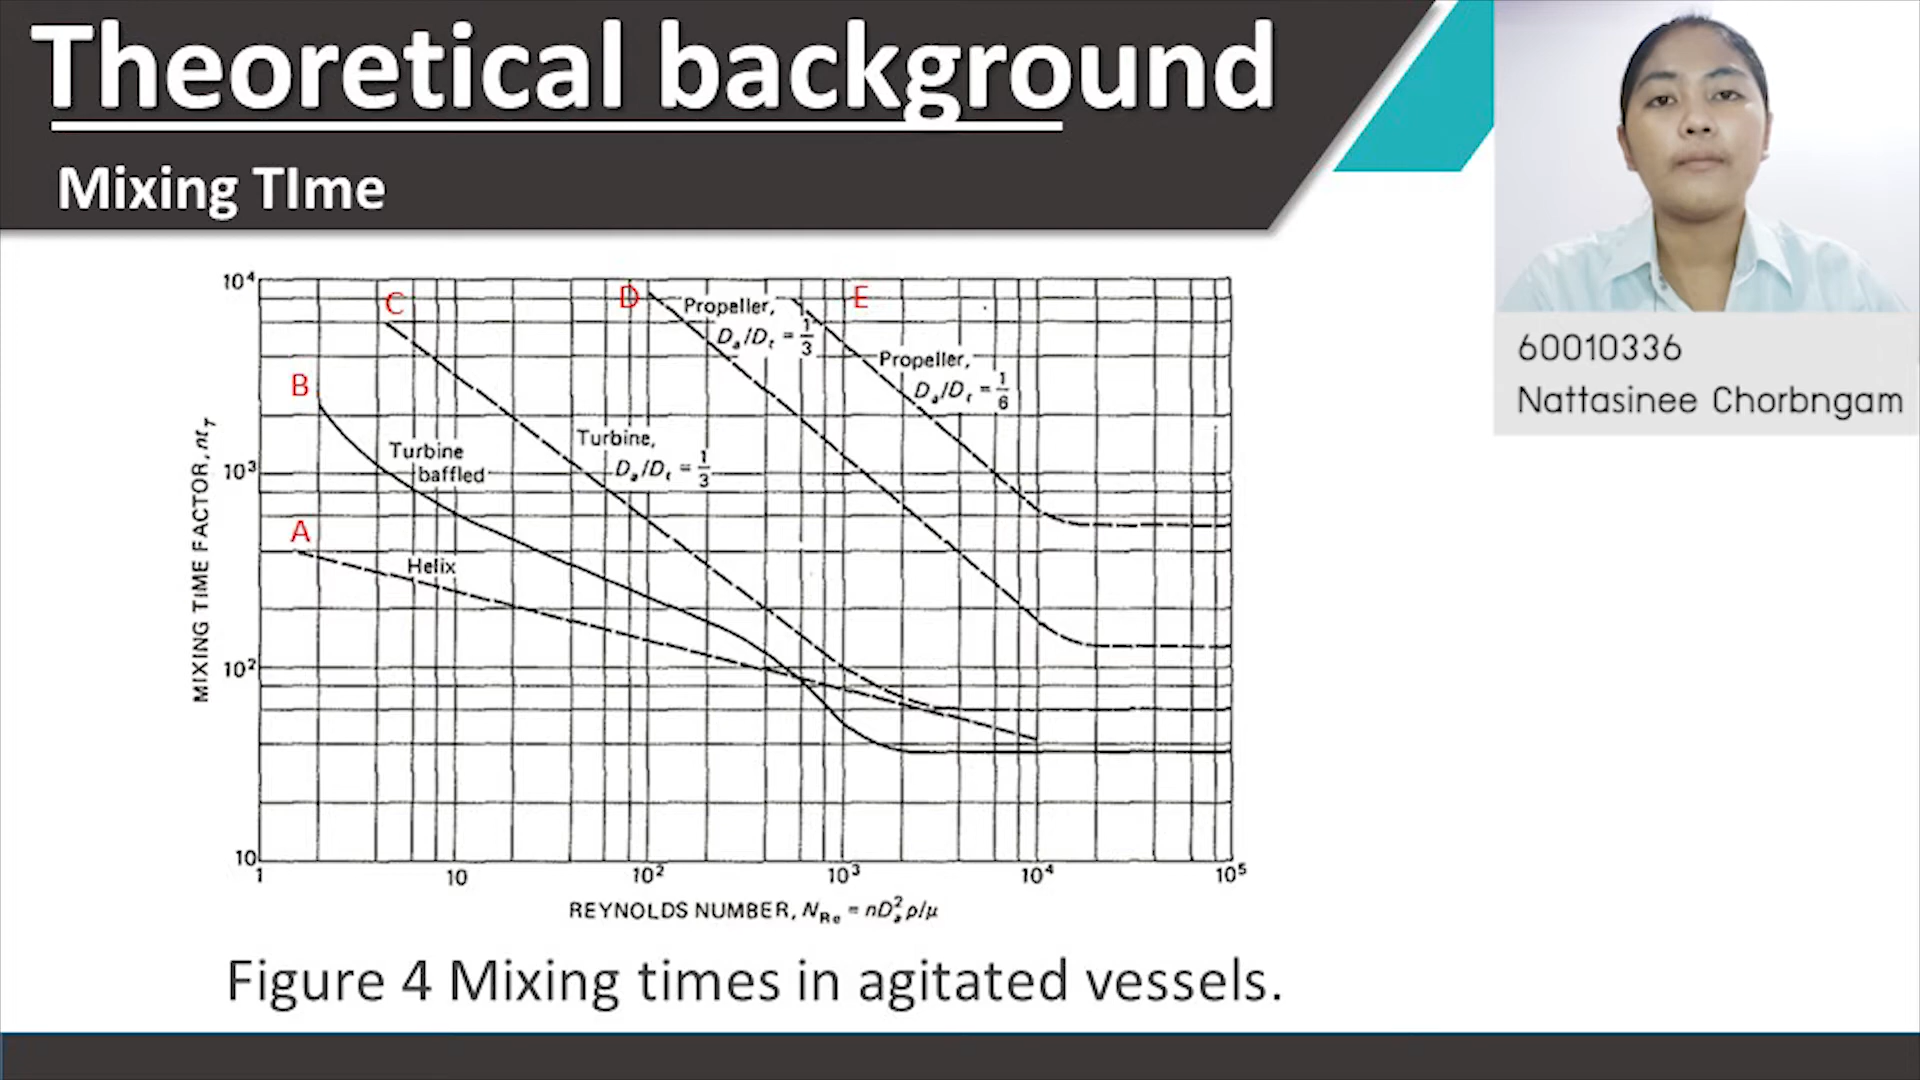 Theoretical background
Mixing TIme
60010336
Nattasinee Chorbngam
10⁴
C
D
Propeller,
Dₐ/Dₜ = 1/3
E
Propeller,
Dₐ/Dₜ = 1/6
B
Turbine
baffled
Turbine,
Dₐ/Dₜ = 1/3
10³
A
Helix
10²
10
MIXING TIME FACTOR, ntT
1
10
10²
10³
10⁴
10⁵
REYNOLDS NUMBER, NRe = nDₐ²ρ/μ
Figure 4 Mixing times in agitated vessels.